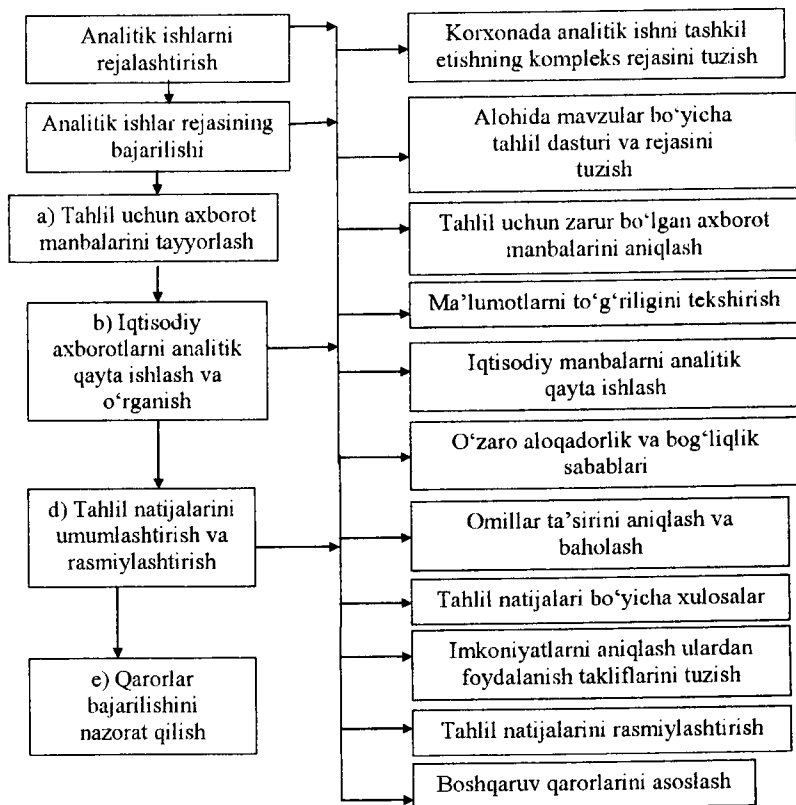 Analitik ishlarni
rejalashtirish
Analitik ishlar rejasining
bajarilishi
a) Tahlil uchun axborot
manbalarini tayyorlash
b) Iqtisodiy
axborotlarni analitik
qayta ishlash va
o‘rganish
d) Tahlil natijalarini
umumlashtirish va
rasmiylashtirish
e) Qarorlar
bajarilishini
nazorat qilish
Korxonada analitik ishni tashkil
etishning kompleks rejasini tuzish
Alohida mavzular bo‘yicha
tahlil dasturi va rejasini
tuzish
Tahlil uchun zarur bo‘lgan axborot
manbalarini aniqlash
Ma’lumotlarni to‘g‘riligini tekshirish
Iqtisodiy manbalarni analitik
qayta ishlash
O‘zaro aloqadorlik va bog‘liqlik
sabablari
Omillar ta’sirini aniqlash va
baholash
Tahlil natijalari bo‘yicha xulosalar
Imkoniyatlarni aniqlash ulardan
foydalanish takliflarini tuzish
Tahlil natijalarini rasmiylashtirish
Boshqaruv qarorlarini asoslash